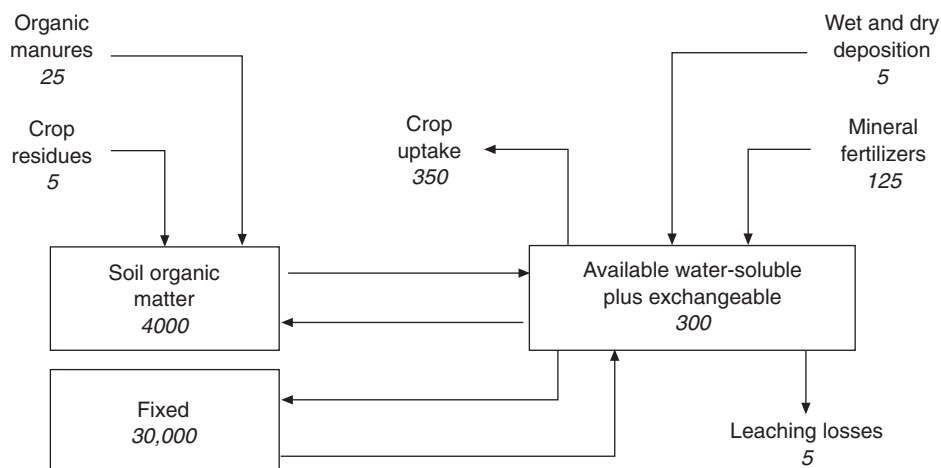 Organic
manures
25
Wet and dry
deposition
5
Crop
residues
5
Crop
uptake
350
Mineral
fertilizers
125
Soil organic
matter
4000
Available water-soluble
plus exchangeable
300
Fixed
30,000
Leaching losses
5